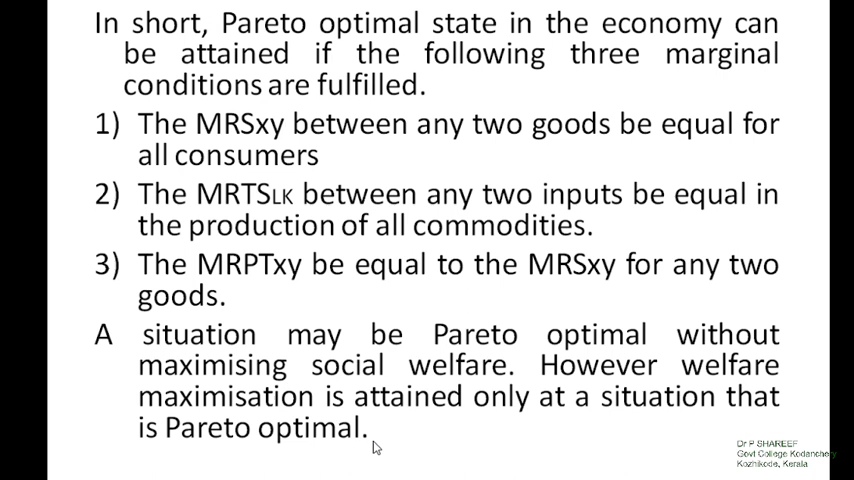 In short, Pareto optimal state in the economy can
be attained if the following three marginal
conditions are fulfilled.
1) The MRSxy between any two goods be equal for
all consumers
2) The MRTSLK between any two inputs be equal in
the production of all commodities.
3) The MRPTxy be equal to the MRSxy for any two
goods.
A situation may be Pareto optimal without
maximising social welfare. However welfare
maximisation is attained only at a situation that
is Pareto optimal.
Dr P SHAREEF
Govt College Kodanchery
Kozhikode, Kerala